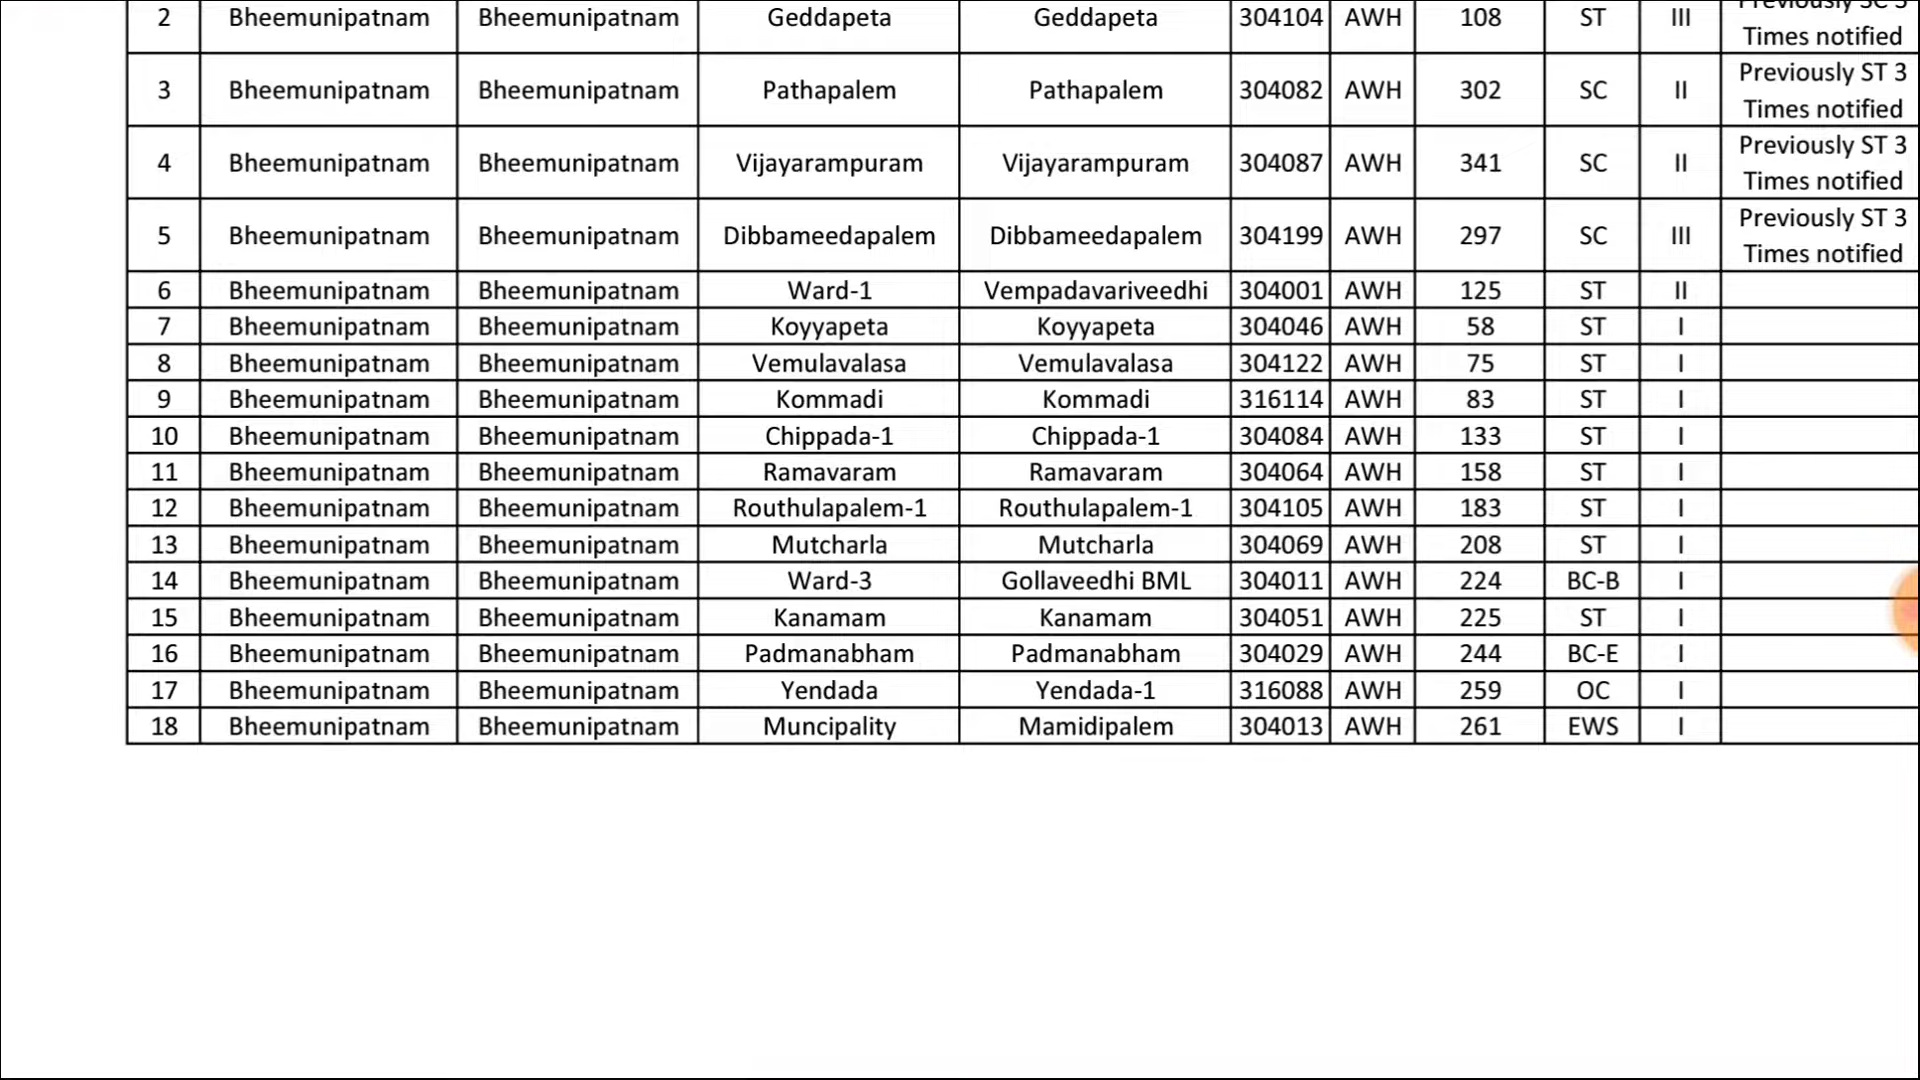 2 Bheemunipatnam Bheemunipatnam Geddapeta Geddapeta 304104 AWH 108 ST III Previously SC 3
Times notified
3 Bheemunipatnam Bheemunipatnam Pathapalem Pathapalem 304082 AWH 302 SC II Previously ST 3
Times notified
4 Bheemunipatnam Bheemunipatnam Vijayarampuram Vijayarampuram 304087 AWH 341 SC II Previously ST 3
Times notified
5 Bheemunipatnam Bheemunipatnam Dibbameedapalem Dibbameedapalem 304199 AWH 297 SC III Previously ST 3
Times notified
6 Bheemunipatnam Bheemunipatnam Ward-1 Vempadavariveedhi 304001 AWH 125 ST II
7 Bheemunipatnam Bheemunipatnam Koyyapeta Koyyapeta 304046 AWH 58 ST I
8 Bheemunipatnam Bheemunipatnam Vemulavalasa Vemulavalasa 304122 AWH 75 ST I
9 Bheemunipatnam Bheemunipatnam Kommadi Kommadi 316114 AWH 83 ST I
10 Bheemunipatnam Bheemunipatnam Chippada-1 Chippada-1 304084 AWH 133 ST I
11 Bheemunipatnam Bheemunipatnam Ramavaram Ramavaram 304064 AWH 158 ST I
12 Bheemunipatnam Bheemunipatnam Routhulapalem-1 Routhulapalem-1 304105 AWH 183 ST I
13 Bheemunipatnam Bheemunipatnam Mutcharla Mutcharla 304069 AWH 208 ST I
14 Bheemunipatnam Bheemunipatnam Ward-3 Gollaveedhi BML 304011 AWH 224 BC-B I
15 Bheemunipatnam Bheemunipatnam Kanamam Kanamam 304051 AWH 225 ST I
16 Bheemunipatnam Bheemunipatnam Padmanabham Padmanabham 304029 AWH 244 BC-E I
17 Bheemunipatnam Bheemunipatnam Yendada Yendada-1 316088 AWH 259 OC I
18 Bheemunipatnam Bheemunipatnam Muncipality Mamidipalem 304013 AWH 261 EWS I